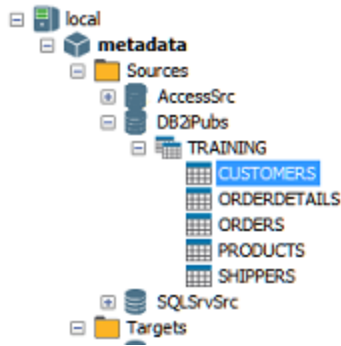 local
metadata
Sources
AccessSrc
DB2iPubs
TRAINING
CUSTOMERS
ORDERDETAILS
ORDERS
PRODUCTS
SHIPPERS
SQLSrvSrc
Targets